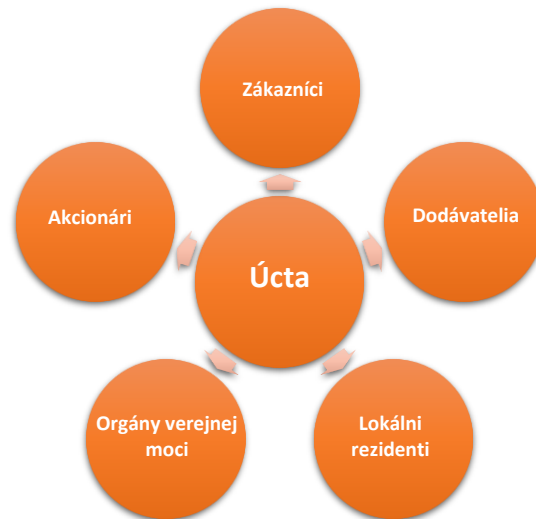 Zákazníci
Akcionári
Dodávatelia
Úcta
Orgány verejnej
moci
Lokálni
rezidenti